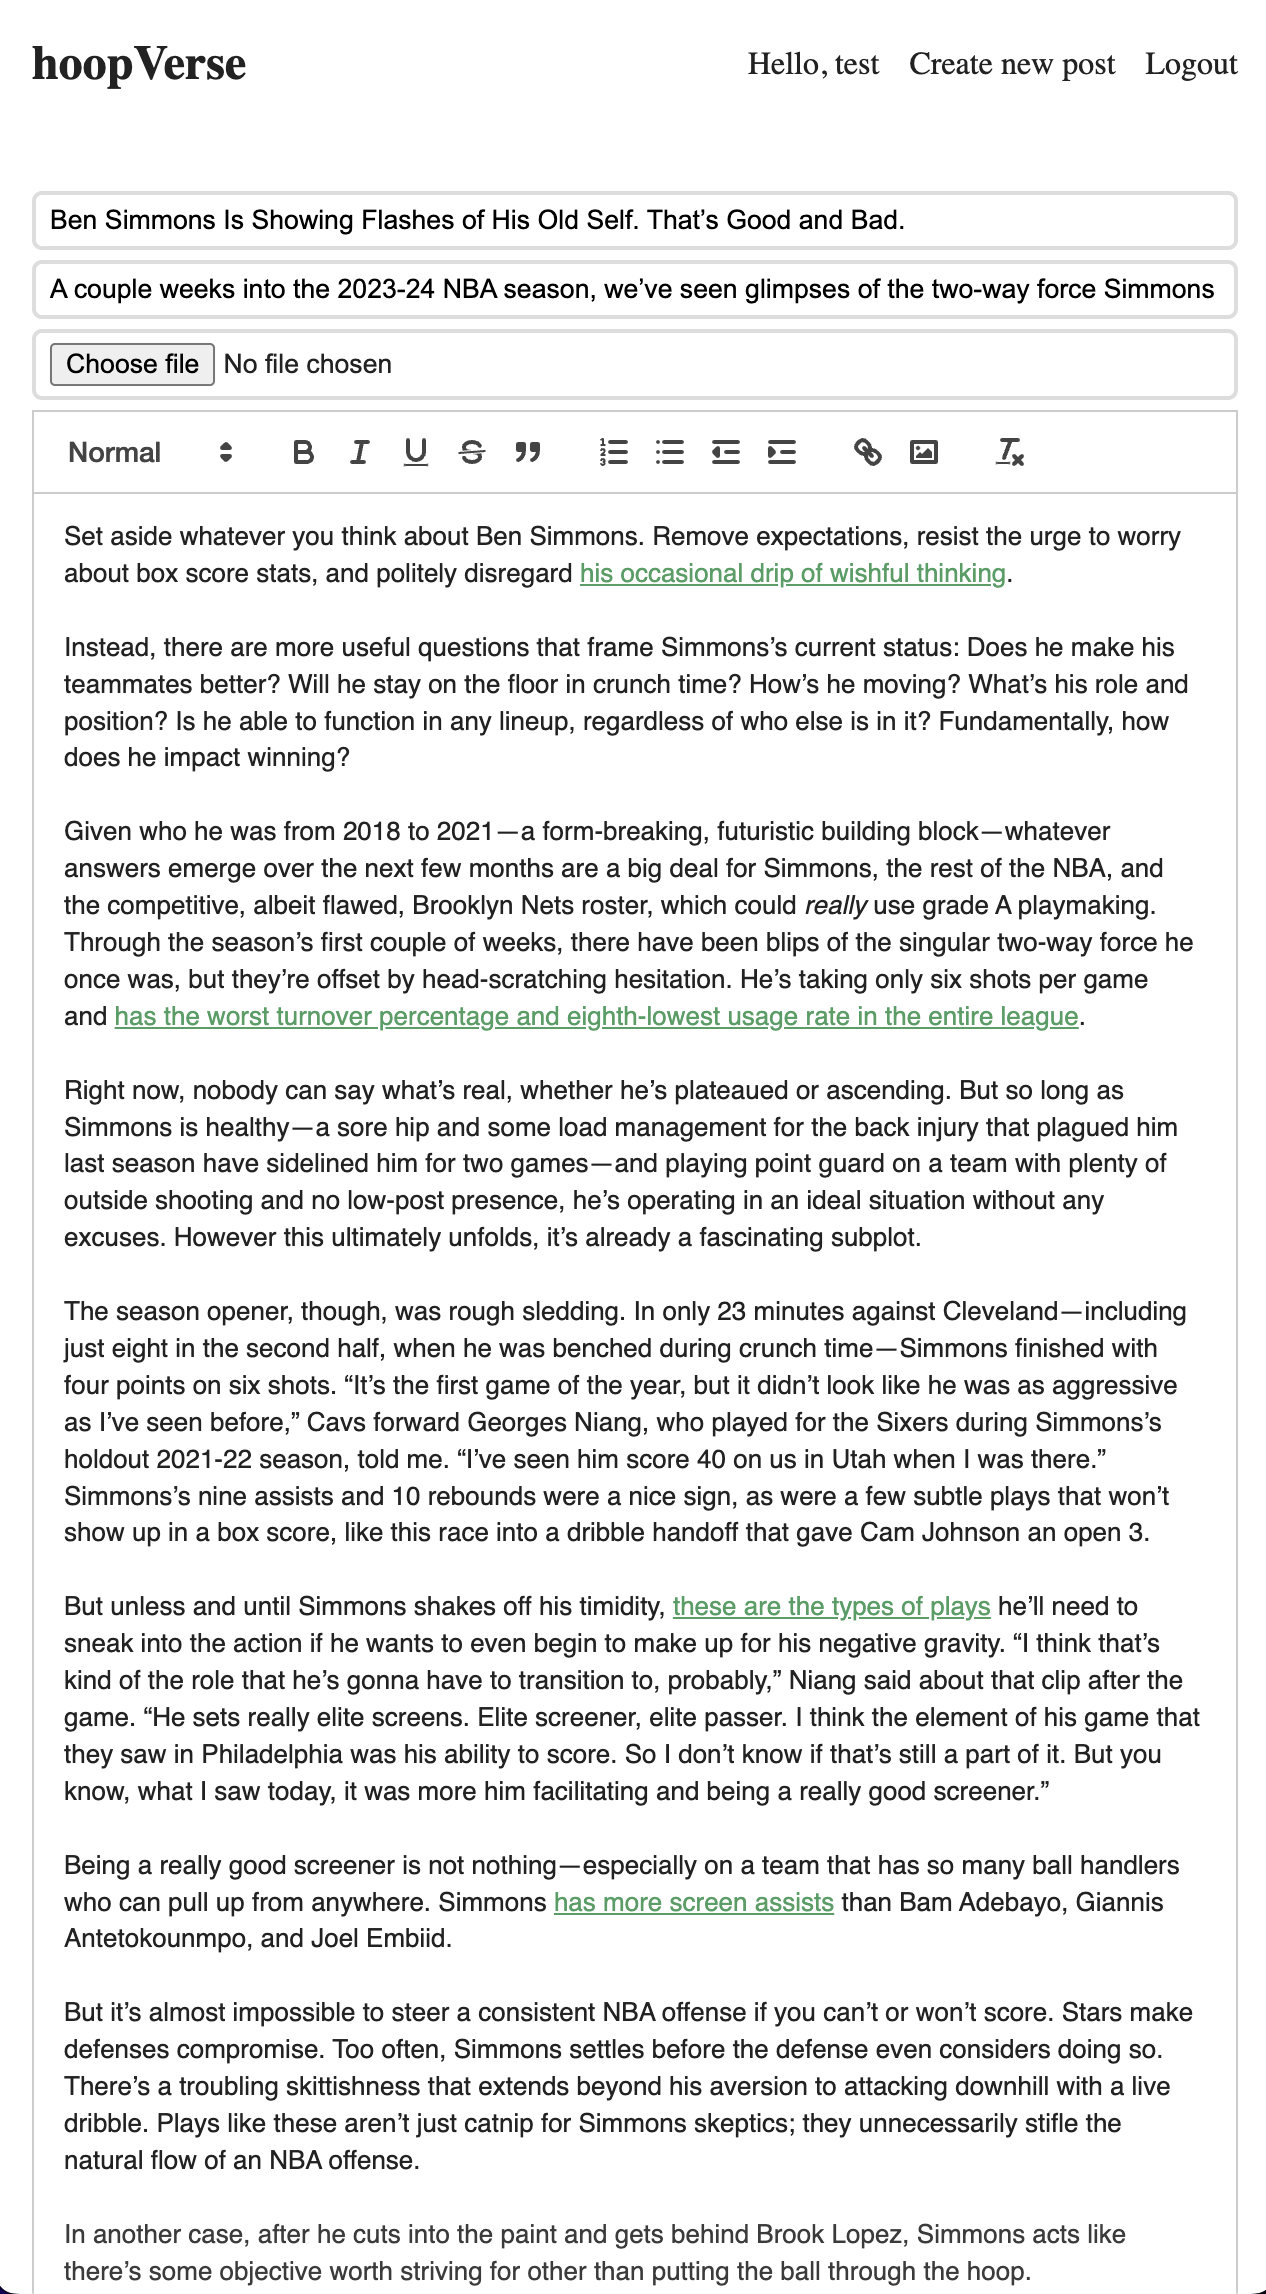 hoopVerse
Hello, test Create new post Logout
Ben Simmons Is Showing Flashes of His Old Self. That’s Good and Bad.
A couple weeks into the 2023-24 NBA season, we’ve seen glimpses of the two-way force Simmons
Choose file No file chosen
Normal
Set aside whatever you think about Ben Simmons. Remove expectations, resist the urge to worry
about box score stats, and politely disregard his occasional drip of wishful thinking.
Instead, there are more useful questions that frame Simmons’s current status: Does he make his
teammates better? Will he stay on the floor in crunch time? How’s he moving? What’s his role and
position? Is he able to function in any lineup, regardless of who else is in it? Fundamentally, how
does he impact winning?
Given who he was from 2018 to 2021—a form-breaking, futuristic building block—whatever
answers emerge over the next few months are a big deal for Simmons, the rest of the NBA, and
the competitive, albeit flawed, Brooklyn Nets roster, which could really use grade A playmaking.
Through the season’s first couple of weeks, there have been blips of the singular two-way force he
once was, but they’re offset by head-scratching hesitation. He’s taking only six shots per game
and has the worst turnover percentage and eighth-lowest usage rate in the entire league.
Right now, nobody can say what’s real, whether he’s plateaued or ascending. But so long as
Simmons is healthy—a sore hip and some load management for the back injury that plagued him
last season have sidelined him for two games—and playing point guard on a team with plenty of
outside shooting and no low-post presence, he’s operating in an ideal situation without any
excuses. However this ultimately unfolds, it’s already a fascinating subplot.
The season opener, though, was rough sledding. In only 23 minutes against Cleveland—including
just eight in the second half, when he was benched during crunch time—Simmons finished with
four points on six shots. “It’s the first game of the year, but it didn’t look like he was as aggressive
as I’ve seen before,” Cavs forward Georges Niang, who played for the Sixers during Simmons’s
holdout 2021-22 season, told me. “I’ve seen him score 40 on us in Utah when I was there.”
Simmons’s nine assists and 10 rebounds were a nice sign, as were a few subtle plays that won’t
show up in a box score, like this race into a dribble handoff that gave Cam Johnson an open 3.
But unless and until Simmons shakes off his timidity, these are the types of plays he’ll need to
sneak into the action if he wants to even begin to make up for his negative gravity. “I think that’s
kind of the role that he’s gonna have to transition to, probably,” Niang said about that clip after the
game. “He sets really elite screens. Elite screener, elite passer. I think the element of his game that
they saw in Philadelphia was his ability to score. So I don’t know if that’s still a part of it. But you
know, what I saw today, it was more him facilitating and being a really good screener.”
Being a really good screener is not nothing—especially on a team that has so many ball handlers
who can pull up from anywhere. Simmons has more screen assists than Bam Adebayo, Giannis
Antetokounmpo, and Joel Embiid.
But it’s almost impossible to steer a consistent NBA offense if you can’t or won’t score. Stars make
defenses compromise. Too often, Simmons settles before the defense even considers doing so.
There’s a troubling skittishness that extends beyond his aversion to attacking downhill with a live
dribble. Plays like these aren’t just catnip for Simmons skeptics; they unnecessarily stifle the
natural flow of an NBA offense.
In another case, after he cuts into the paint and gets behind Brook Lopez, Simmons acts like
there’s some objective worth striving for other than putting the ball through the hoop.